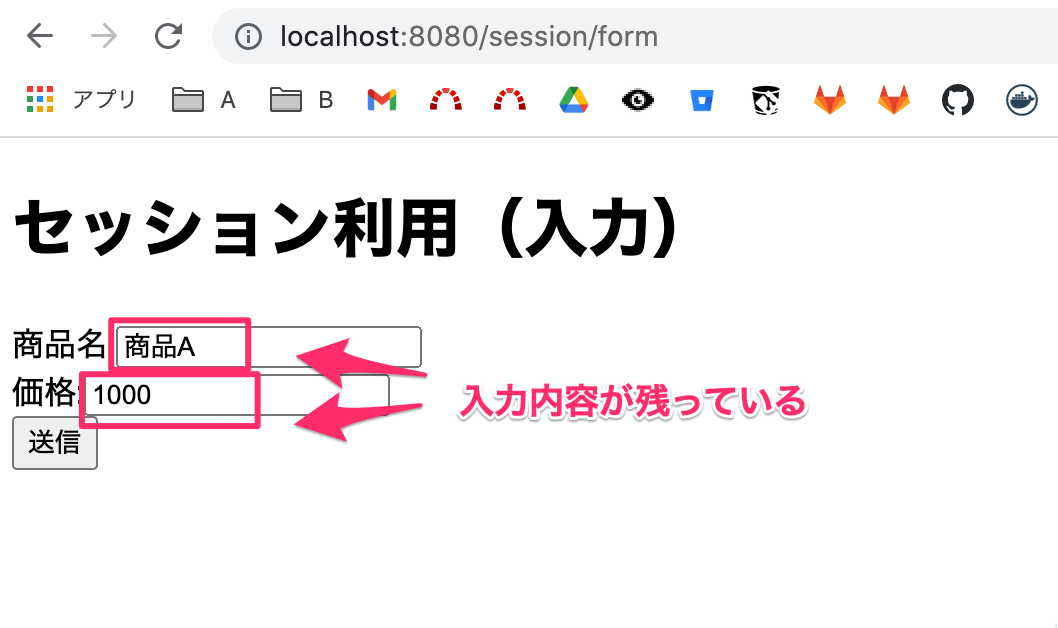 localhost:8080/session/form
アプリ A B
セッション利用（入力）
商品名 商品A
価格: 1000
入力内容が残っている
送信